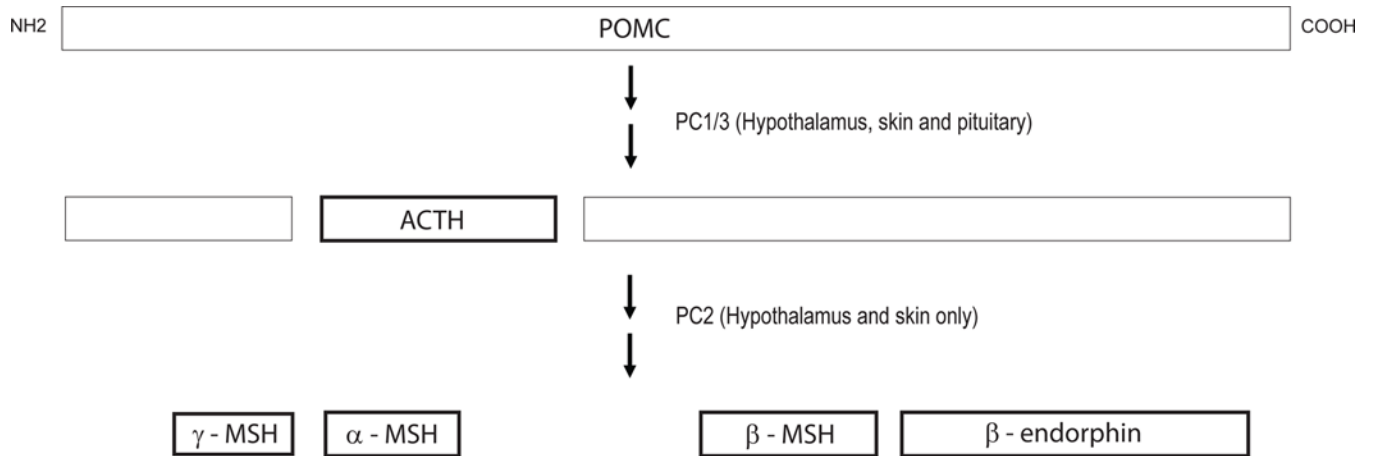 NH2 POMC COOH
PC1/3 (Hypothalamus, skin and pituitary)
ACTH
PC2 (Hypothalamus and skin only)
γ - MSH α - MSH β - MSH β - endorphin